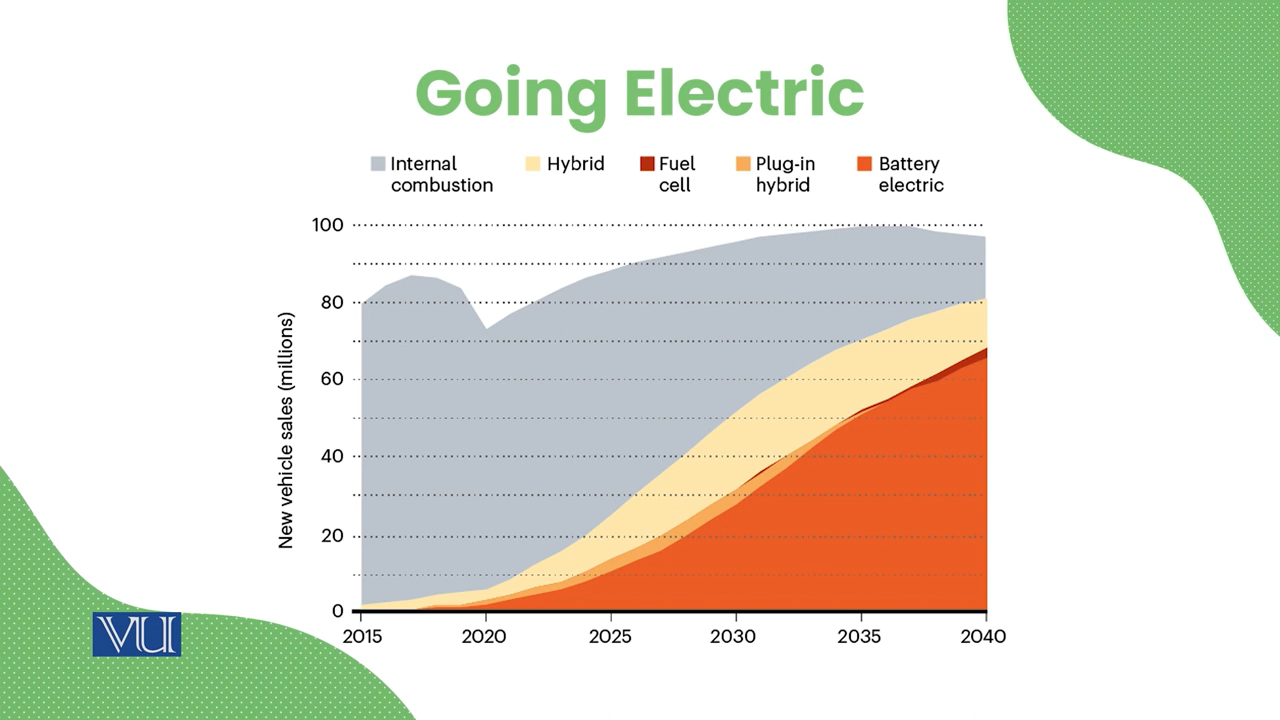 Going Electric
Internal combustion
Hybrid
Fuel cell
Plug-in hybrid
Battery electric
New vehicle sales (millions)
100
80
60
40
20
0
2015 2020 2025 2030 2035 2040
VU